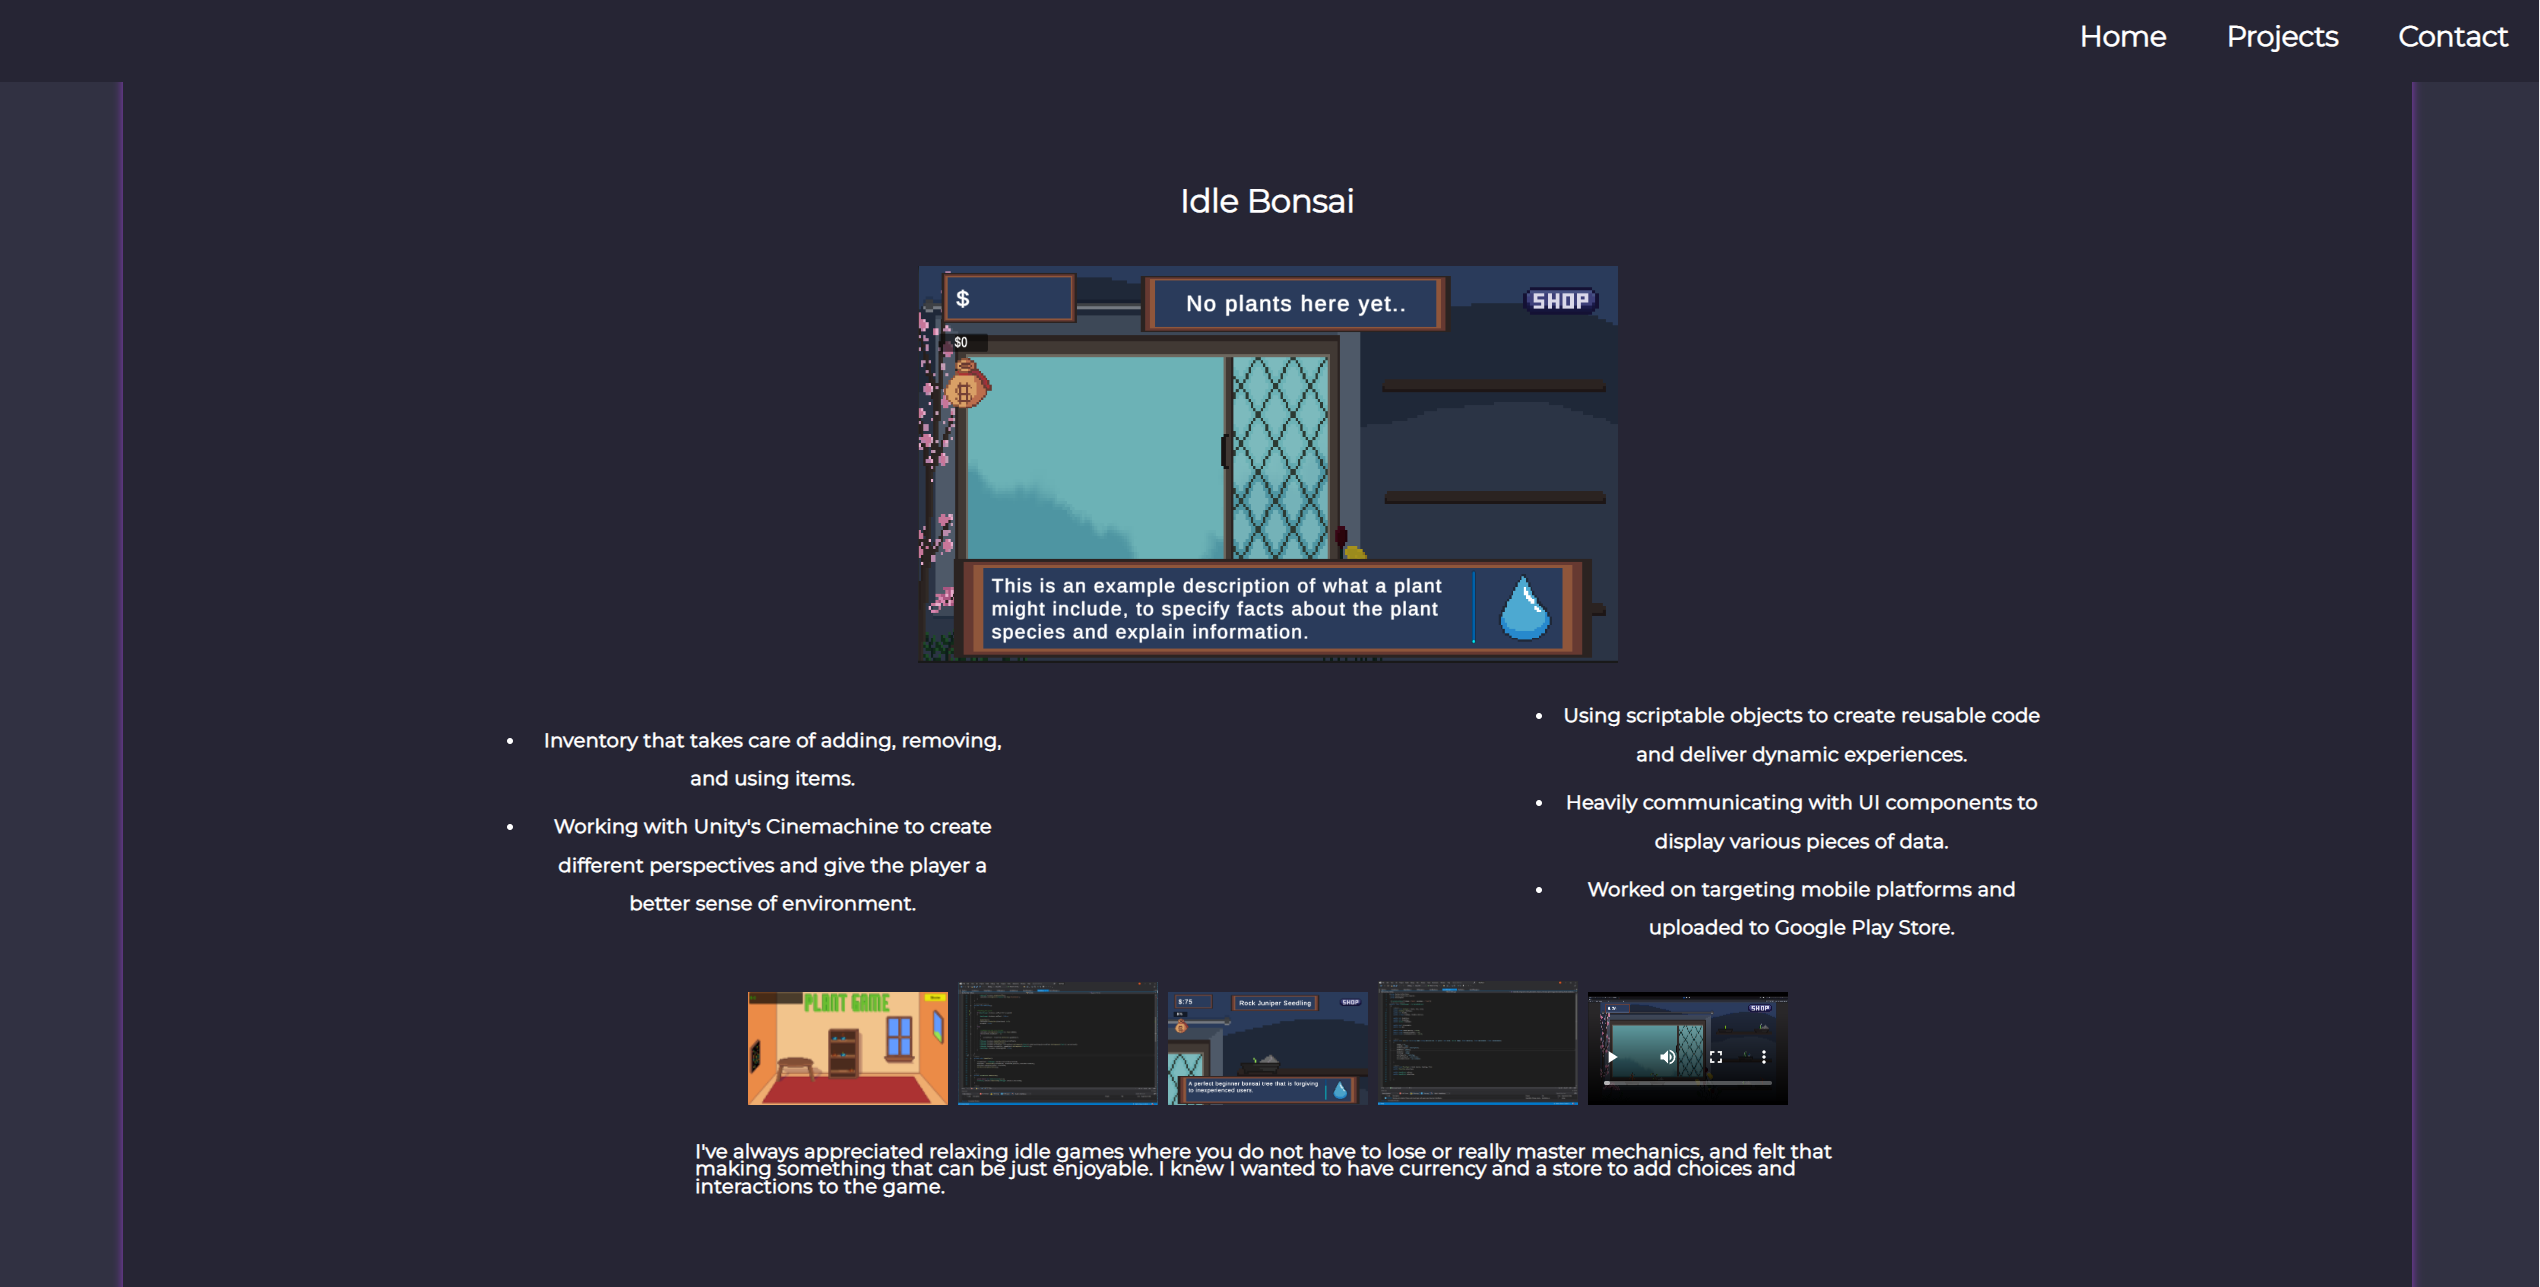 Home Projects Contact
Idle Bonsai
$
No plants here yet..
SHOP
$0
This is an example description of what a plant
might include, to specify facts about the plant
species and explain information.
• Inventory that takes care of adding, removing,
and using items.
• Working with Unity's Cinemachine to create
different perspectives and give the player a
better sense of environment.
• Using scriptable objects to create reusable code
and deliver dynamic experiences.
• Heavily communicating with UI components to
display various pieces of data.
• Worked on targeting mobile platforms and
uploaded to Google Play Store.
PLANT GAME
$:75
Rock Juniper Seedling
SHOP
A perfect beginner bonsai tree that is forgiving
to inexperienced users.
SHOP
I've always appreciated relaxing idle games where you do not have to lose or really master mechanics, and felt that
making something that can be just enjoyable. I knew I wanted to have currency and a store to add choices and
interactions to the game.